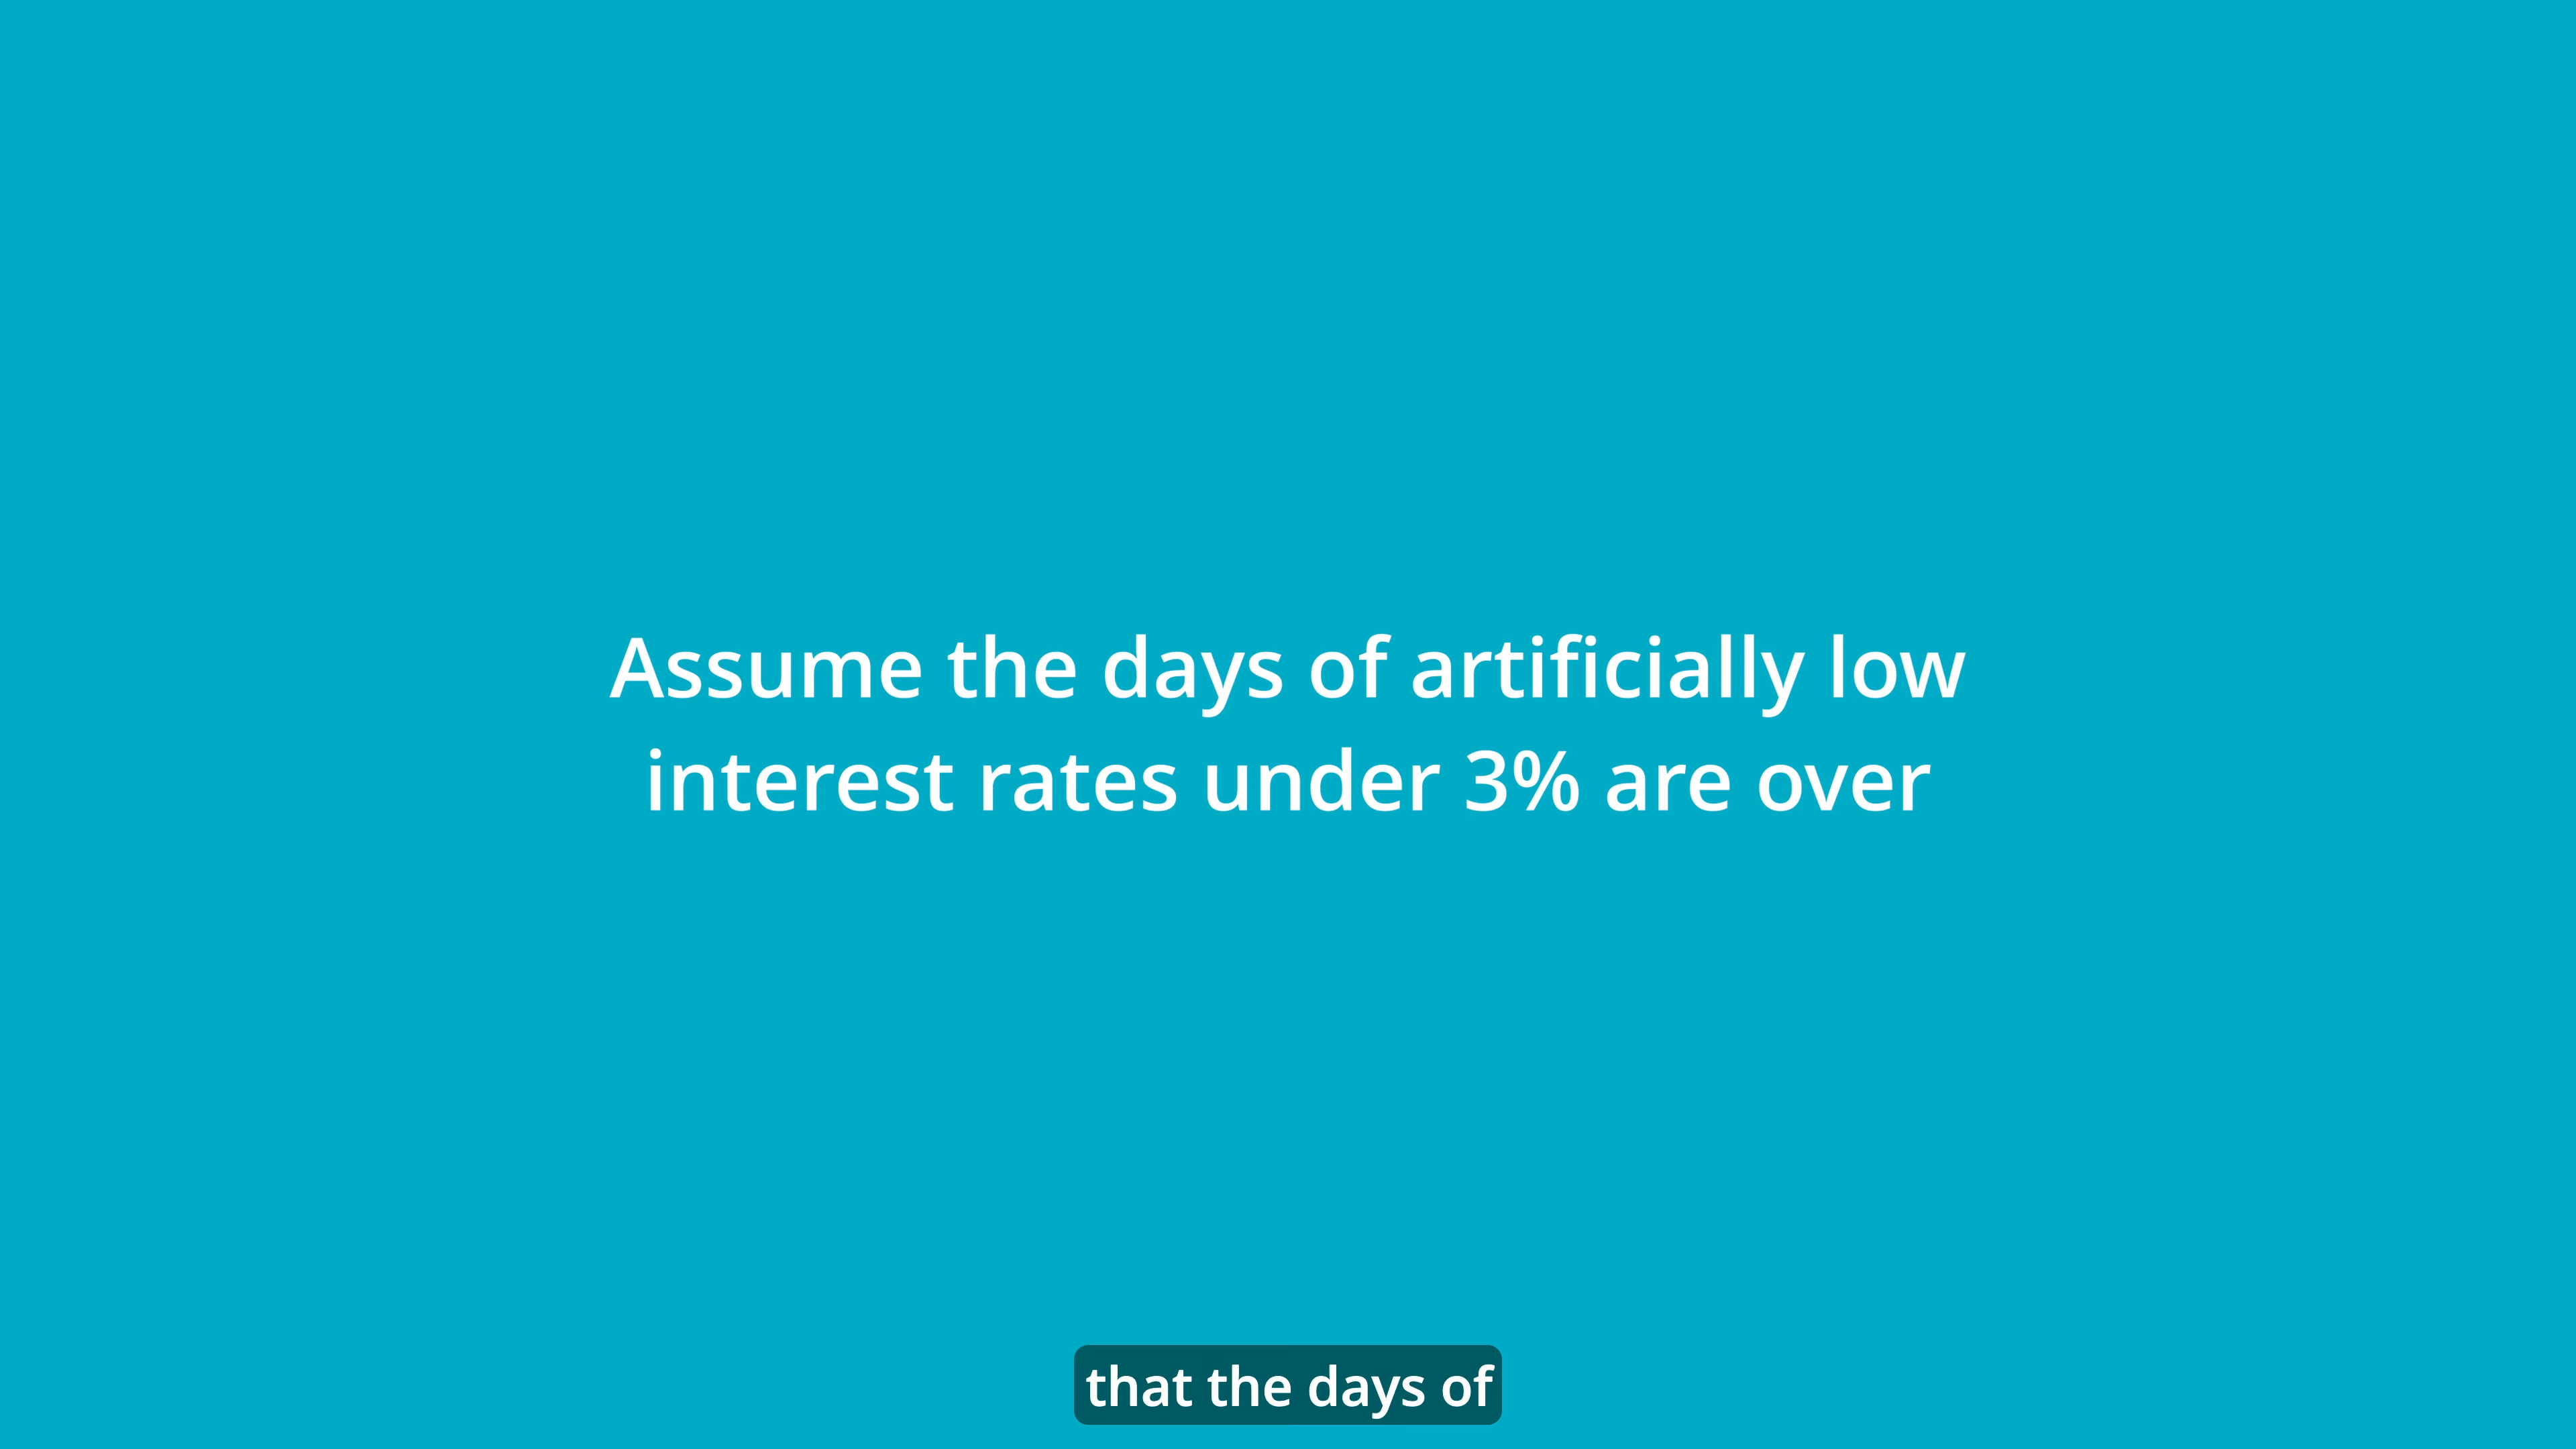 Assume the days of artificially low
interest rates under 3% are over
that the days of